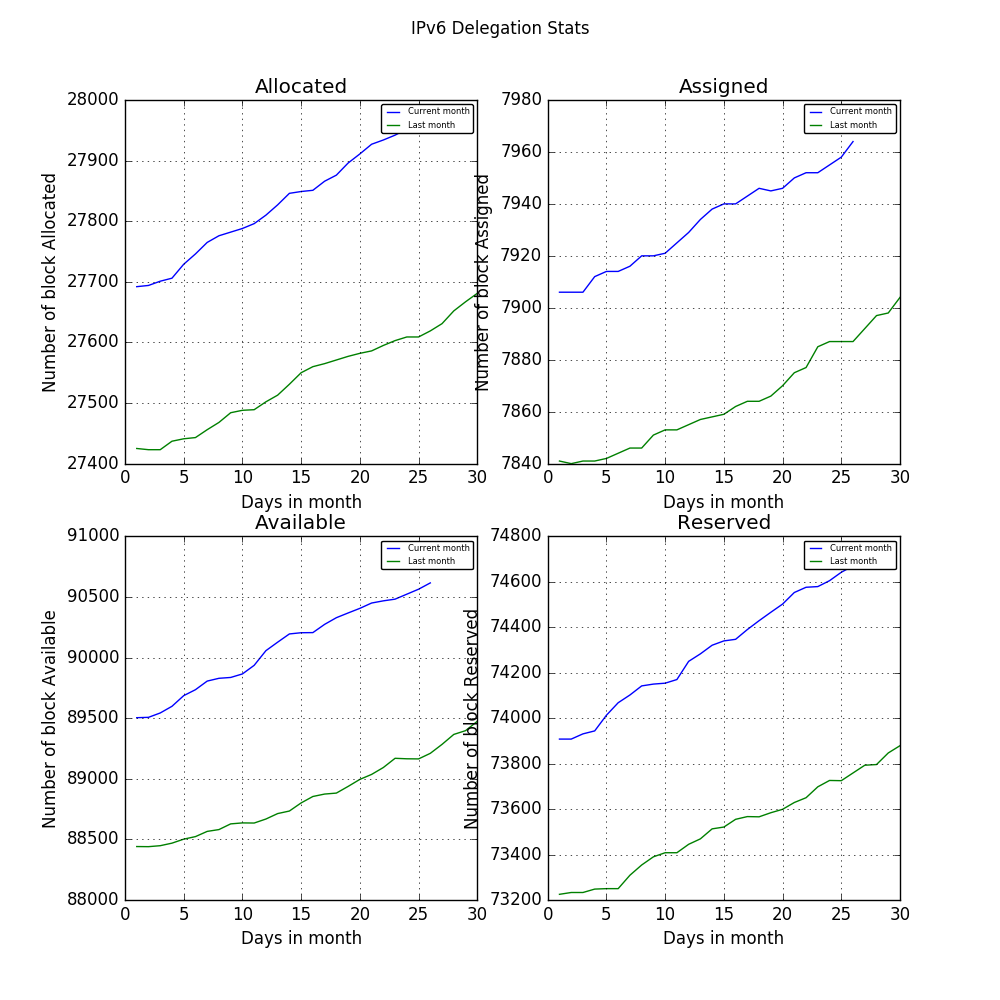 IPv6 Delegation Stats
Allocated
Number of block Allocated
28000
27900
27800
27700
27600
27500
27400
Current month
Last month
0 5 10 15 20 25 30
Days in month
Assigned
Number of block Assigned
7980
7960
7940
7920
7900
7880
7860
7840
Current month
Last month
0 5 10 15 20 25 30
Days in month
Available
Number of block Available
91000
90500
90000
89500
89000
88500
88000
Current month
Last month
0 5 10 15 20 25 30
Days in month
Reserved
Number of block Reserved
74800
74600
74400
74200
74000
73800
73600
73400
73200
Current month
Last month
0 5 10 15 20 25 30
Days in month